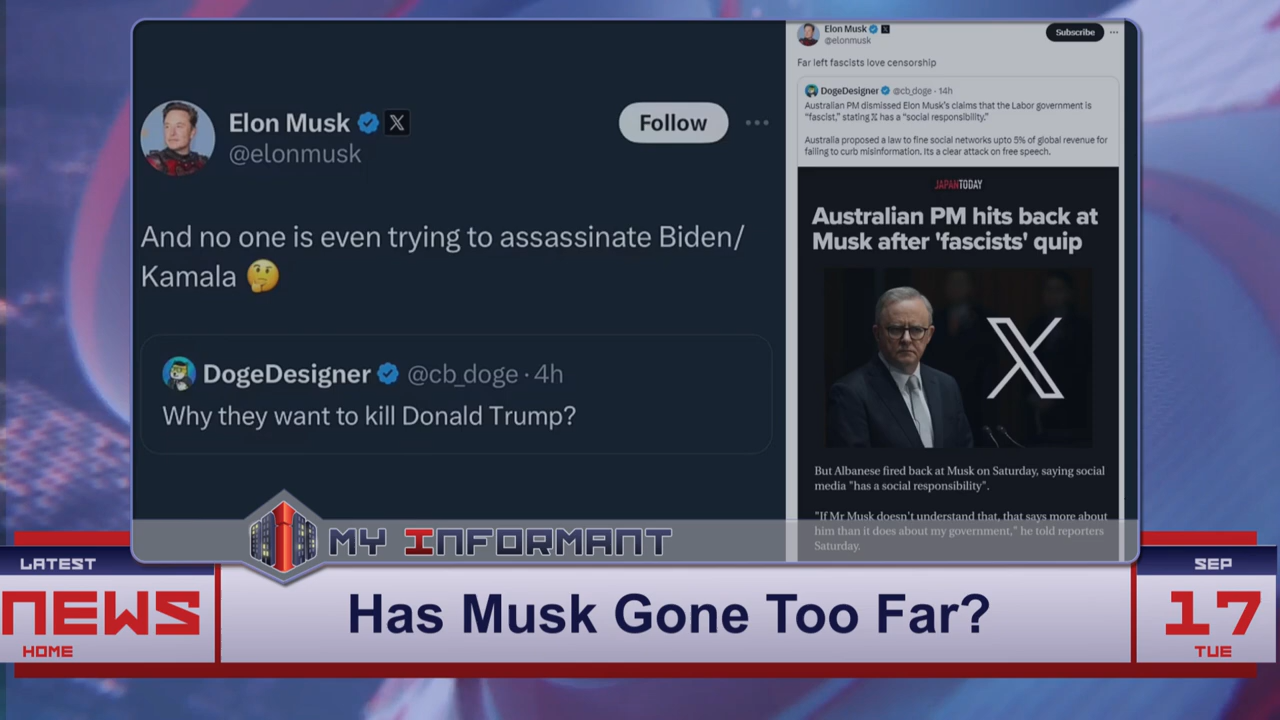 Elon Musk
@elonmusk
Follow
And no one is even trying to assassinate Biden/
Kamala 🤔
DogeDesigner @cb_doge · 4h
Why they want to kill Donald Trump?
Elon Musk
@elonmusk
Subscribe
Far left fascists love censorship
DogeDesigner @cb_doge · 14h
Australian PM dismissed Elon Musk's claims that the Labor government is
"fascist," stating 𝕏 has a "social responsibility."
Australia proposed a law to fine social networks upto 5% of global revenue for
failing to curb misinformation. Its a clear attack on free speech.
JAPANTODAY
Australian PM hits back at
Musk after 'fascists' quip
X
But Albanese fired back at Musk on Saturday, saying social
media "has a social responsibility".
"If Mr Musk doesn't understand that, that says more about
him than it does about my government," he told reporters
Saturday.
MY INFORMANT
LATEST
NEWS
HOME
Has Musk Gone Too Far?
SEP
17
TUE